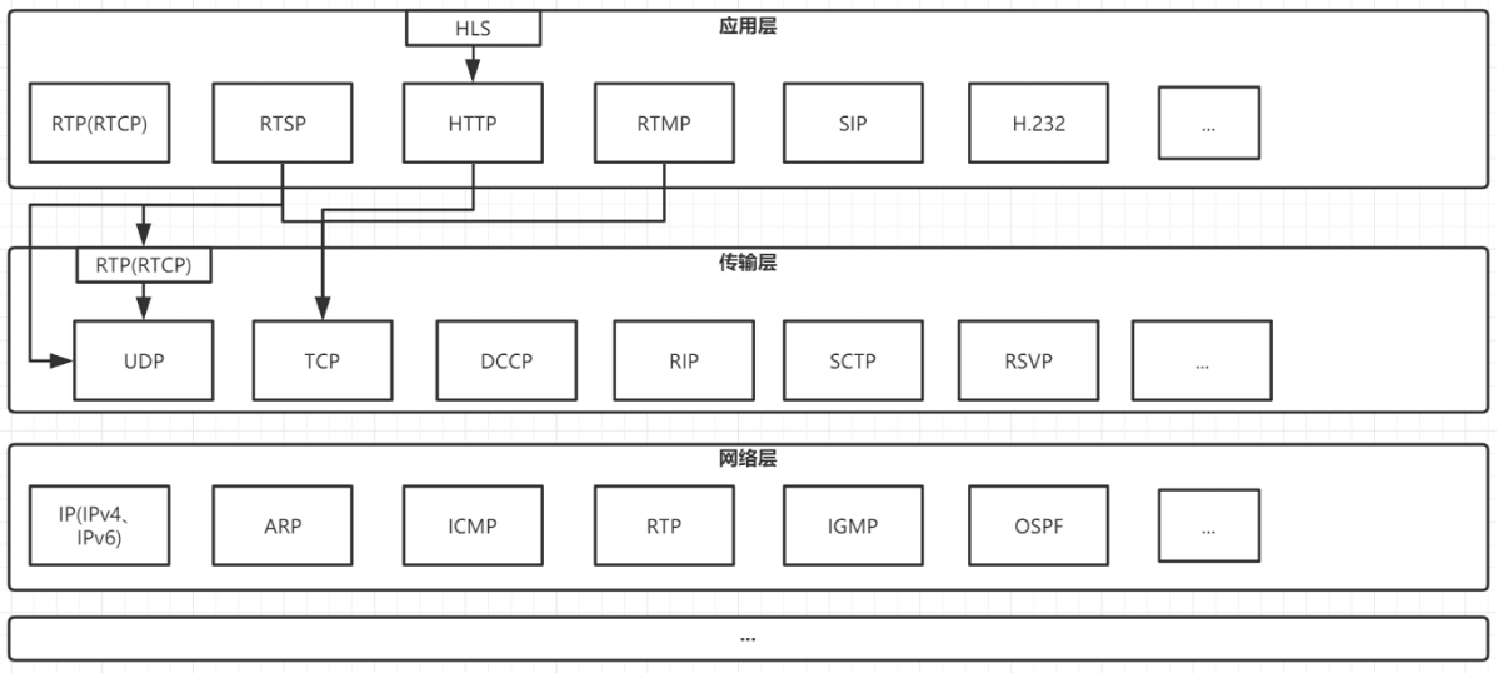 HLS
应用层
RTP(RTCP)
RTSP
HTTP
RTMP
SIP
H.232
...
RTP(RTCP)
传输层
UDP
TCP
DCCP
RIP
SCTP
RSVP
...
网络层
IP(IPv4、
IPv6)
ARP
ICMP
RTP
IGMP
OSPF
...
...